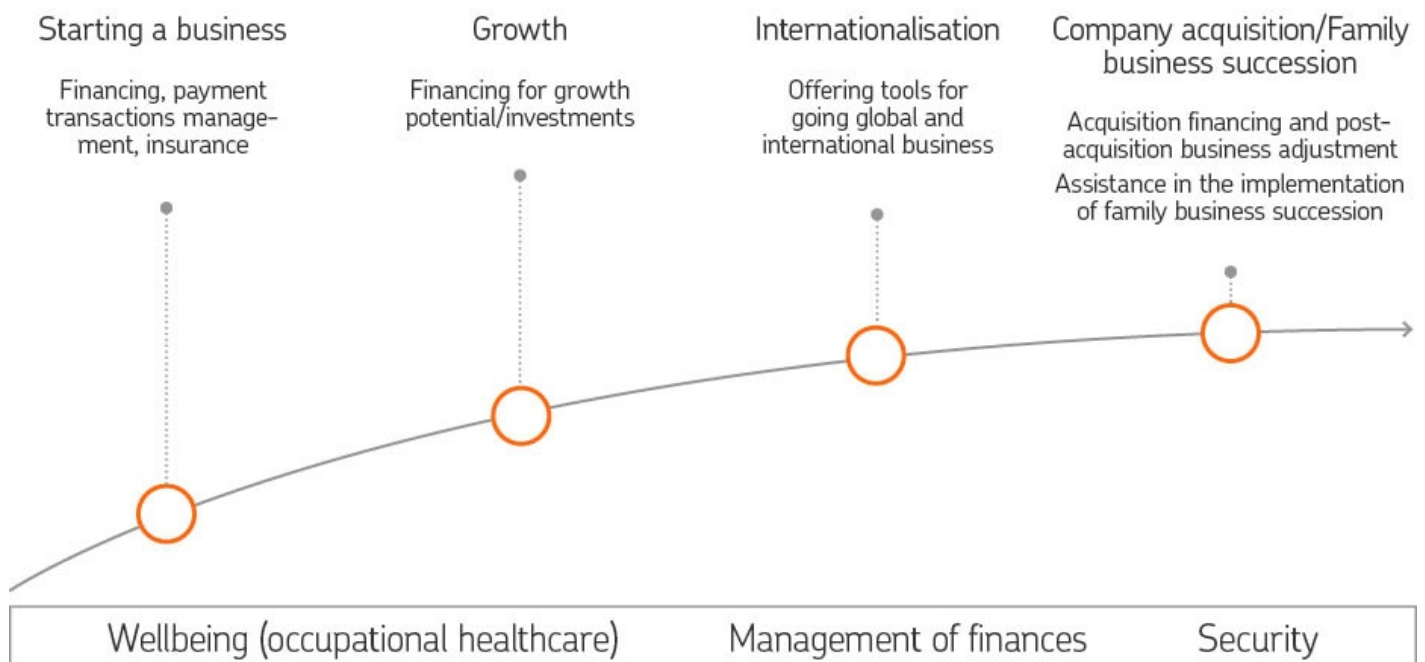 Starting a business
Financing, payment
transactions manage-
ment, insurance
Growth
Financing for growth
potential/investments
Internationalisation
Offering tools for
going global and
international business
Company acquisition/Family
business succession
Acquisition financing and post-
acquisition business adjustment
Assistance in the implementation
of family business succession
Wellbeing (occupational healthcare)
Management of finances
Security